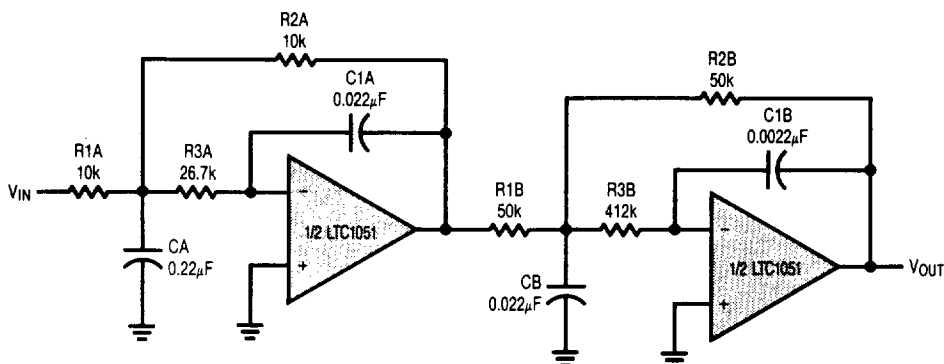 R2A
10k
C1A
0.022μF
R1A
10k
R3A
26.7k
VIN
CA
0.22μF
1/2 LTC1051
R2B
50k
C1B
0.0022μF
R1B
50k
R3B
412k
CB
0.022μF
1/2 LTC1051
VOUT